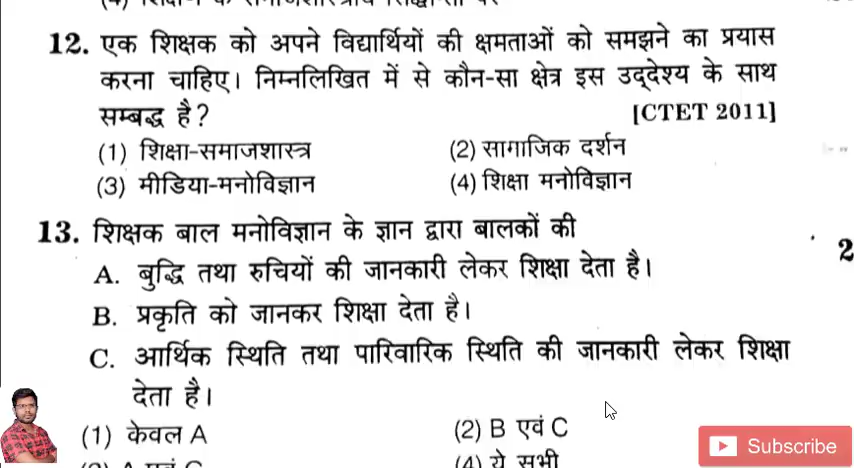 12. एक शिक्षक को अपने विद्यार्थियों की क्षमताओं को समझने का प्रयास
करना चाहिए। निम्नलिखित में से कौन-सा क्षेत्र इस उद्देश्य के साथ
सम्बद्ध है? [CTET 2011]
(1) शिक्षा-समाजशास्त्र (2) सामाजिक दर्शन
(3) मीडिया-मनोविज्ञान (4) शिक्षा मनोविज्ञान
13. शिक्षक बाल मनोविज्ञान के ज्ञान द्वारा बालकों की
2
A. बुद्धि तथा रुचियों की जानकारी लेकर शिक्षा देता है।
B. प्रकृति को जानकर शिक्षा देता है।
C. आर्थिक स्थिति तथा पारिवारिक स्थिति की जानकारी लेकर शिक्षा
देता है।
(1) केवल A (2) B एवं C
Subscribe
(4) ये सभी